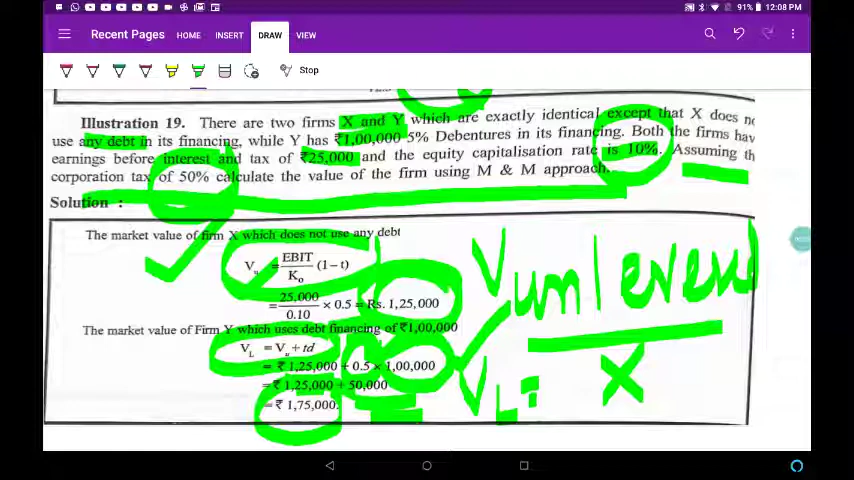 12:08 PM
91%
Recent Pages HOME INSERT DRAW VIEW
Stop
Illustration 19. There are two firms X and Y which are exactly identical except that X does no
use any debt in its financing, while Y has ₹1,00,000 5% Debentures in its financing. Both the firms hav
earnings before interest and tax of ₹25,000 and the equity capitalisation rate is 10%. Assuming th
corporation tax of 50% calculate the value of the firm using M & M approach.
Solution :
The market value of firm X which does not use any debt
Vu = EBIT/Ko (1−t)
= 25,000/0.10 × 0.5 = Rs. 1,25,000
The market value of Firm Y which uses debt financing of ₹1,00,000
VL = Vu + td
= ₹ 1,25,000 + 0.5 × 1,00,000
= ₹ 1,25,000 + 50,000
= ₹ 1,75,000.
V unlevered
X
VL =